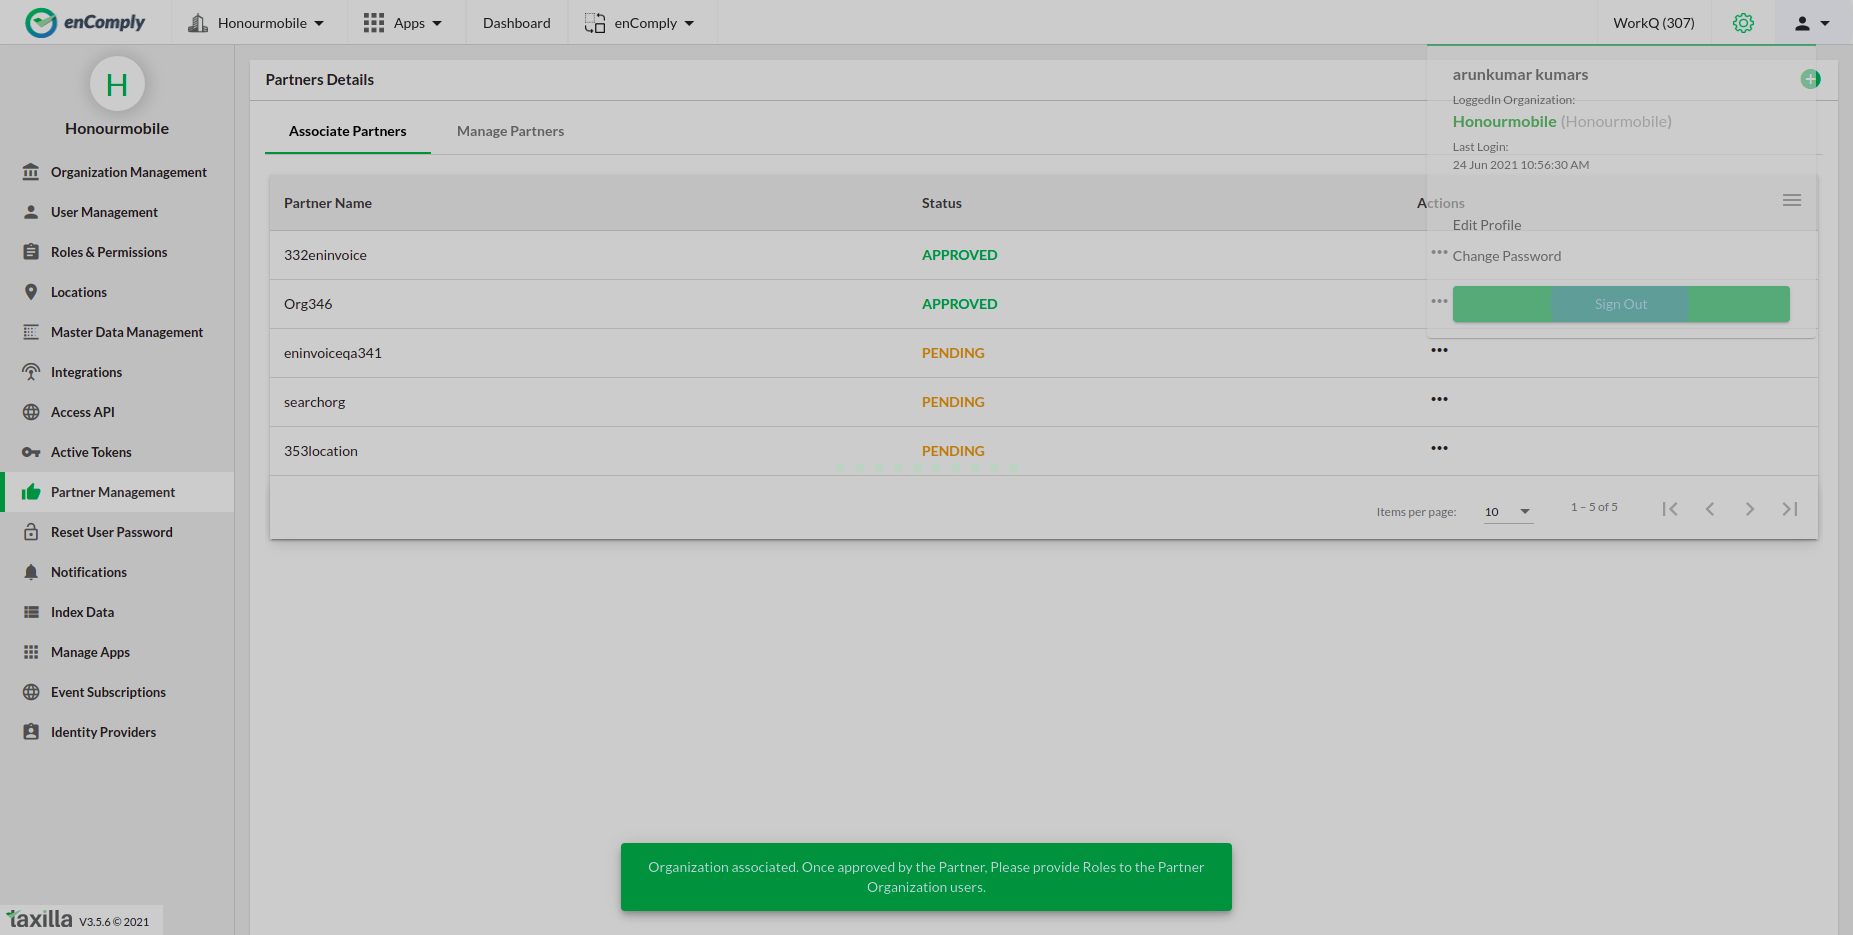 enComply
Honourmobile
Apps
Dashboard
enComply
WorkQ (307)
H
Honourmobile
Organization Management
User Management
Roles & Permissions
Locations
Master Data Management
Integrations
Access API
Active Tokens
Partner Management
Reset User Password
Notifications
Index Data
Manage Apps
Event Subscriptions
Identity Providers
taxilla V3.5.6 © 2021
Partners Details
Associate Partners
Manage Partners
arunkumar kumars
LoggedIn Organization:
Honourmobile (Honourmobile)
Last Login:
24 Jun 2021 10:56:30 AM
Edit Profile
Change Password
Sign Out
Partner Name Status Actions
332eninvoice APPROVED
Org346 APPROVED
eninvoiceqa341 PENDING
searchorg PENDING
353location PENDING
Items per page: 10 1 – 5 of 5
Organization associated. Once approved by the Partner, Please provide Roles to the Partner
Organization users.